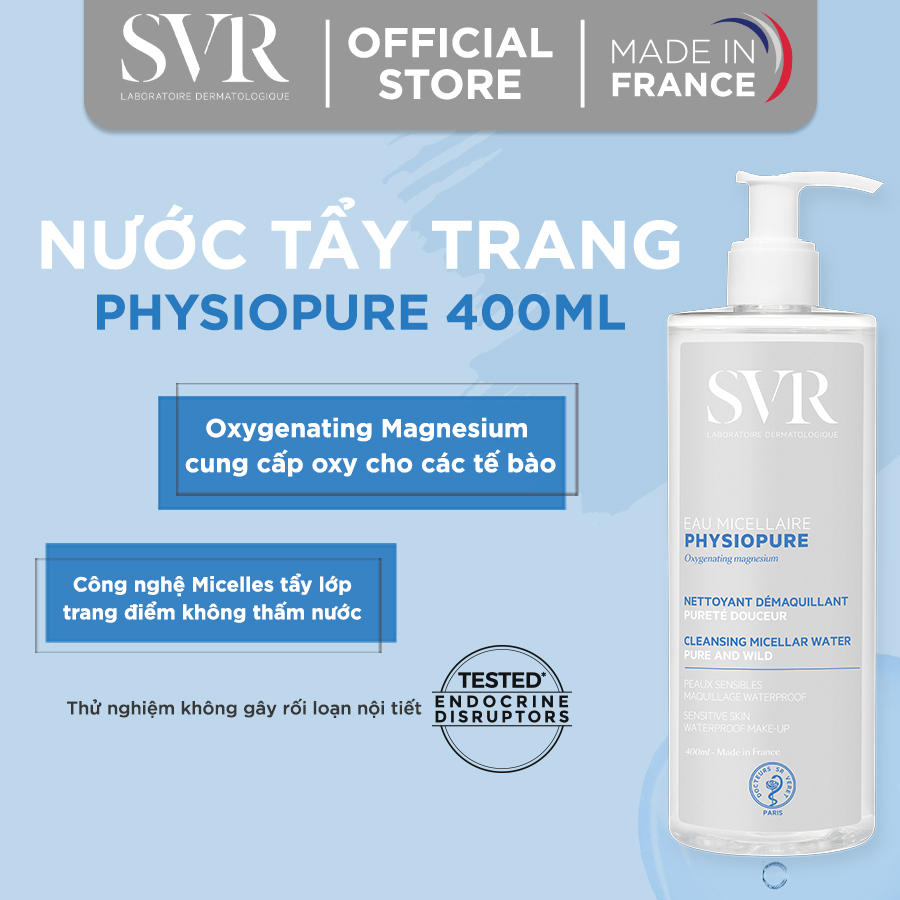 SVR
LABORATOIRE DERMATOLOGIQUE
OFFICIAL
STORE
MADE IN
FRANCE
NƯỚC TẨY TRANG
PHYSIOPURE 400ML
Oxygenating Magnesium
cung cấp oxy cho các tế bào
Công nghệ Micelles tẩy lớp
trang điểm không thấm nước
Thử nghiệm không gây rối loạn nội tiết
TESTED*
ENDOCRINE
DISRUPTORS
SVR
LABORATOIRE DERMATOLOGIQUE
EAU MICELLAIRE
PHYSIOPURE
Oxygenating magnesium
NETTOYANT DÉMAQUILLANT
PURETÉ DOUCEUR
CLEANSING MICELLAR WATER
PURE AND WILD
PEAUX SENSIBLES
MAQUILLAGE WATERPROOF
SENSITIVE SKIN
WATERPROOF MAKE-UP
400ml - Made in France
DOCTEURS SR VERET
PARIS